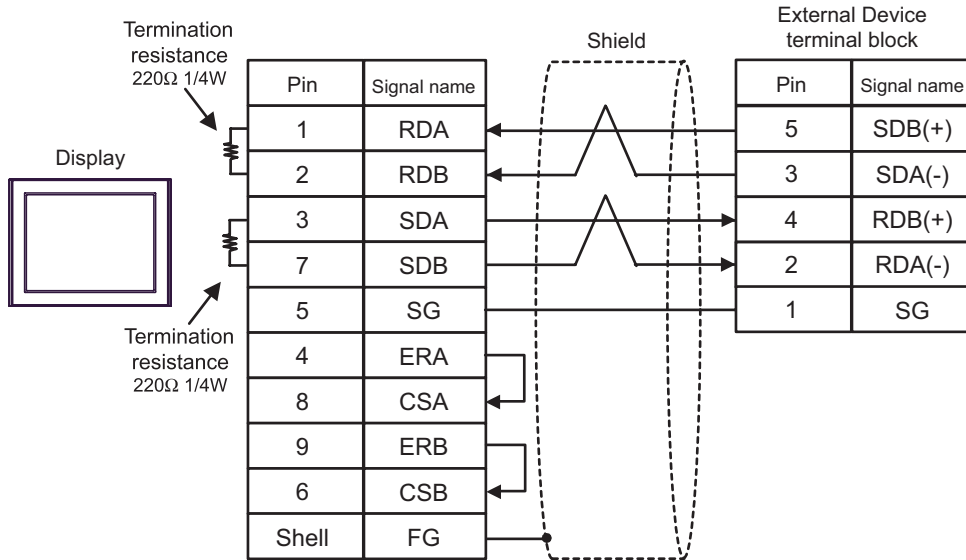 Termination
resistance
220Ω 1/4W
Display
Termination
resistance
220Ω 1/4W
Pin Signal name
1 RDA
2 RDB
3 SDA
7 SDB
5 SG
4 ERA
8 CSA
9 ERB
6 CSB
Shell FG
Shield
External Device
terminal block
Pin Signal name
5 SDB(+)
3 SDA(-)
4 RDB(+)
2 RDA(-)
1 SG